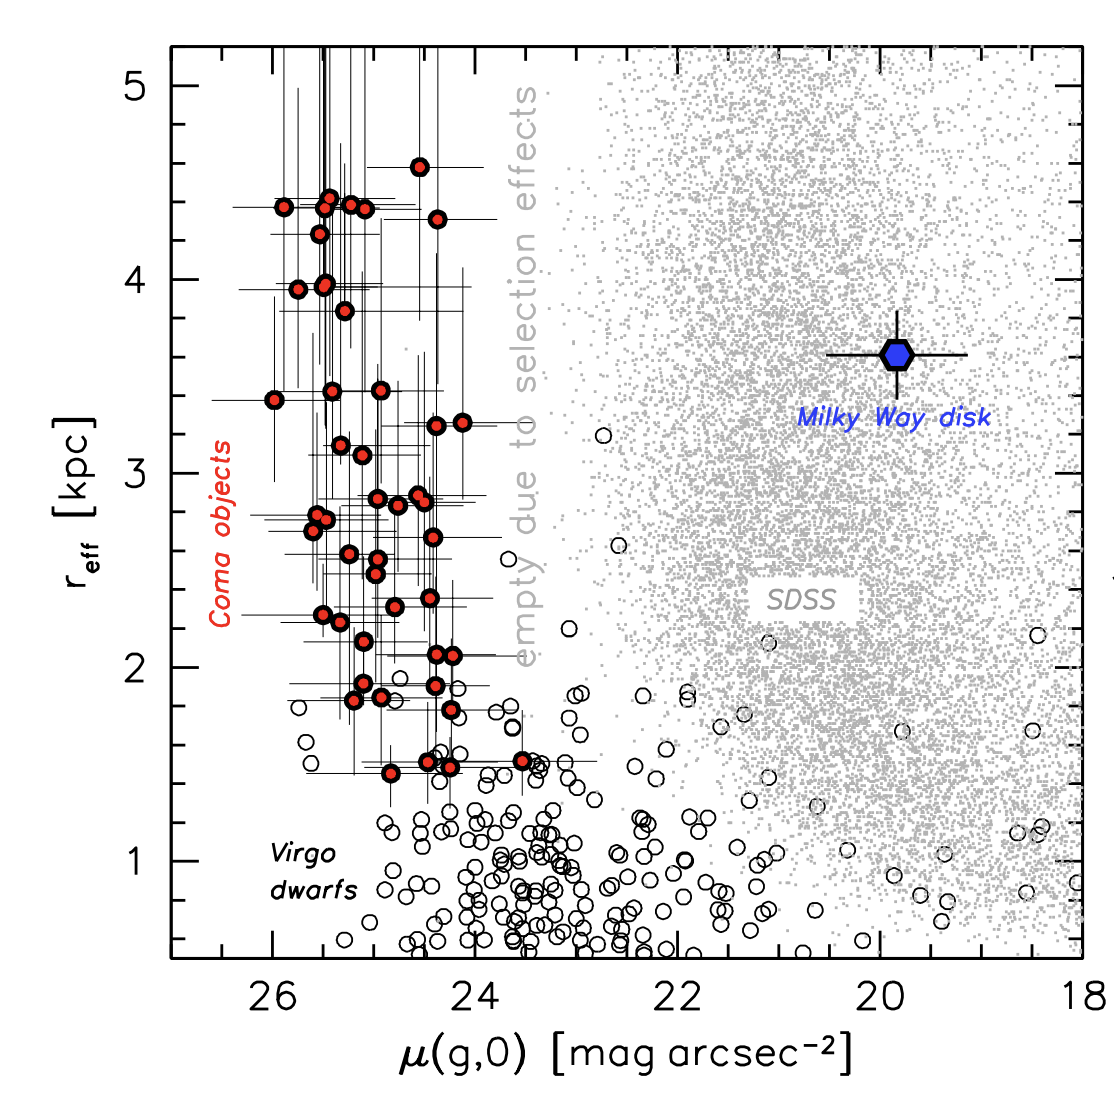 5
4
3
2
1
r_eff [kpc]
Coma objects
empty due to selection effects
Milky Way disk
SDSS
Virgo
dwarfs
26 24 22 20 18
μ(g,0) [mag arcsec⁻²]